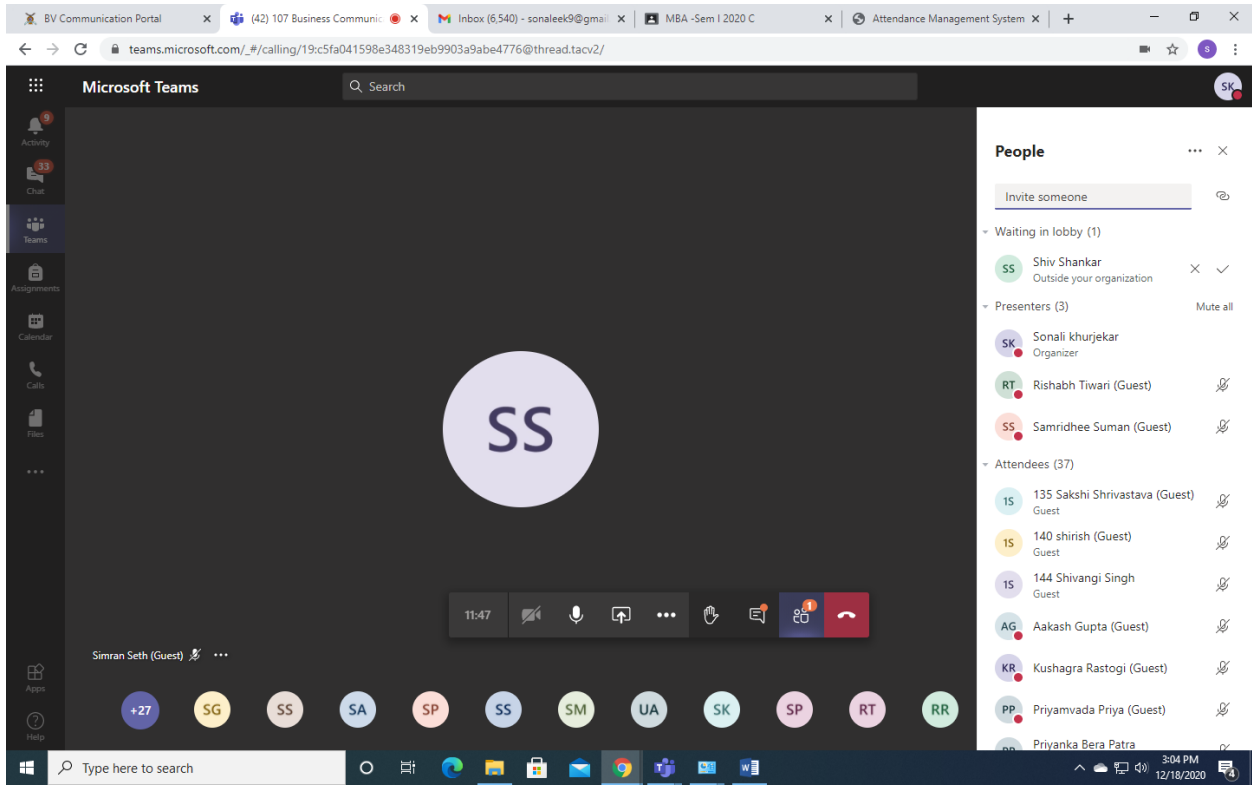 BV Communication Portal
(42) 107 Business Communic
Inbox (6,540) - sonaleek9@gmail
MBA -Sem I 2020 C
Attendance Management System
teams.microsoft.com/_#/calling/19:c5fa041598e348319eb9903a9abe4776@thread.tacv2/
S
Microsoft Teams
Search
SK
9
Activity
33
Chat
Teams
Assignments
Calendar
Calls
Files
Apps
Help
SS
11:47
1
Simran Seth (Guest)
+27
SG
SS
SA
SP
SS
SM
UA
SK
SP
RT
RR
People
Invite someone
Waiting in lobby (1)
SS
Shiv Shankar
Outside your organization
Presenters (3)
Mute all
SK
Sonali khurjekar
Organizer
RT
Rishabh Tiwari (Guest)
SS
Samridhee Suman (Guest)
Attendees (37)
1S
135 Sakshi Shrivastava (Guest)
Guest
1S
140 shirish (Guest)
Guest
1S
144 Shivangi Singh
Guest
AG
Aakash Gupta (Guest)
KR
Kushagra Rastogi (Guest)
PP
Priyamvada Priya (Guest)
Priyanka Bera Patra
Type here to search
3:04 PM
12/18/2020
4